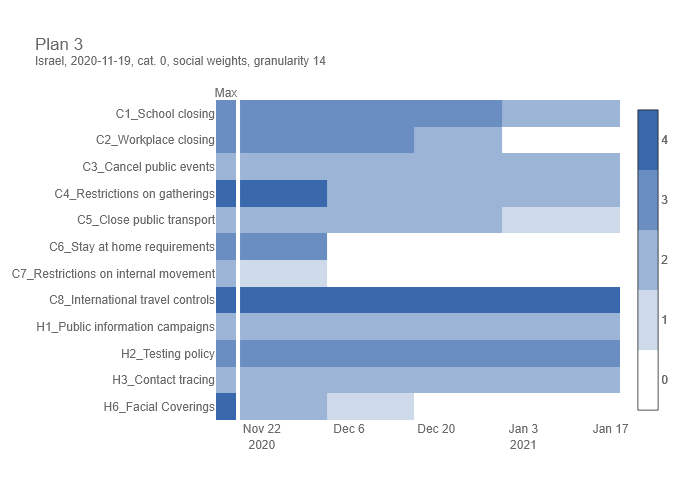 Plan 3
Israel, 2020-11-19, cat. 0, social weights, granularity 14
Max
C1_School closing
C2_Workplace closing
C3_Cancel public events
C4_Restrictions on gatherings
C5_Close public transport
C6_Stay at home requirements
C7_Restrictions on internal movement
C8_International travel controls
H1_Public information campaigns
H2_Testing policy
H3_Contact tracing
H6_Facial Coverings
4
3
2
1
0
Nov 22 Dec 6 Dec 20 Jan 3 Jan 17
2020 2021